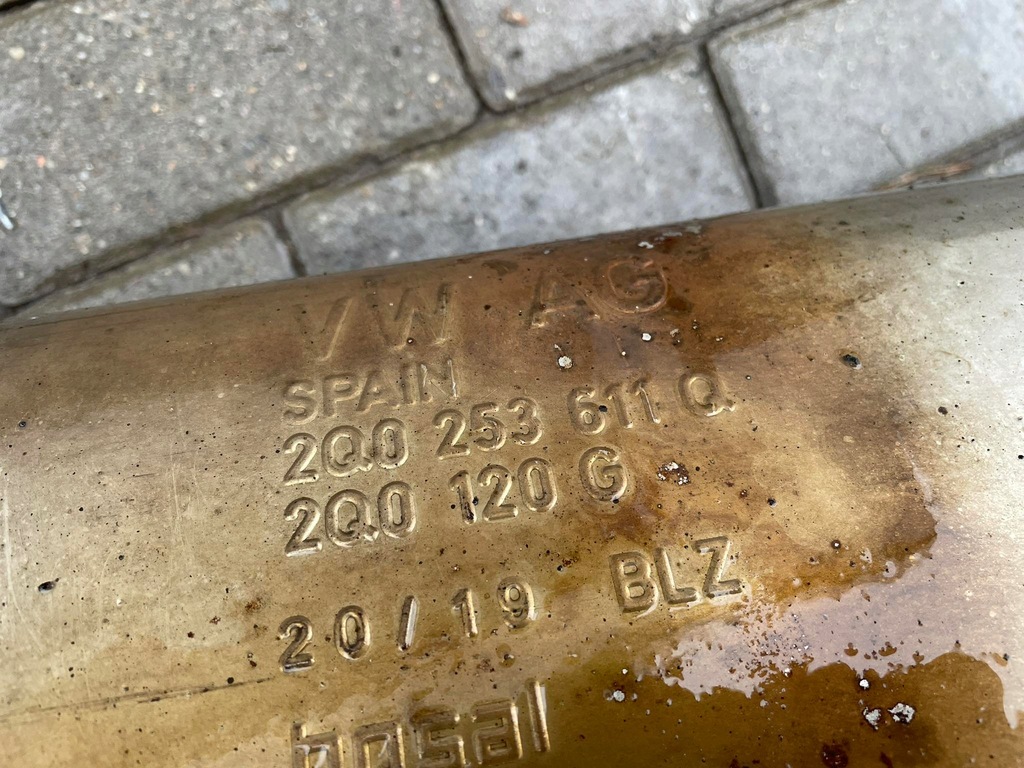 VW AG
SPAIN
2Q0 253 611 Q
2Q0 120 G
20/19 BLZ
bosal